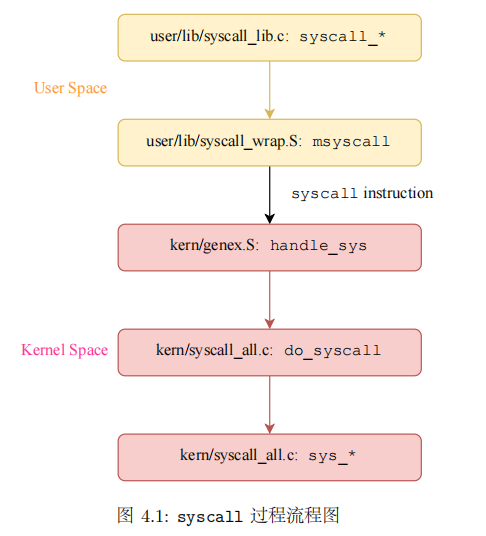 user/lib/syscall_lib.c: syscall_*
User Space
user/lib/syscall_wrap.S: msyscall
syscall instruction
kern/genex.S: handle_sys
Kernel Space
kern/syscall_all.c: do_syscall
kern/syscall_all.c: sys_*
图 4.1: syscall 过程流程图